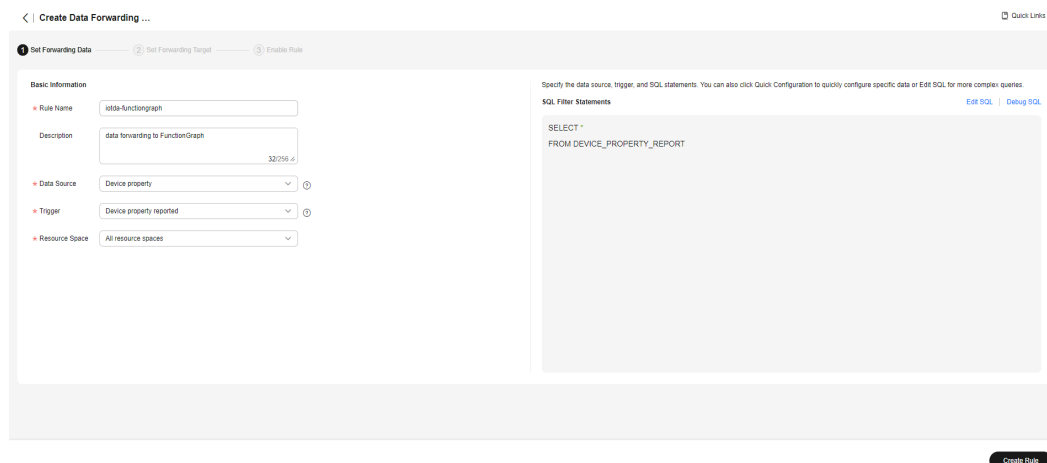 Create Data Forwarding ...
Quick Links
1 Set Forwarding Data
2 Set Forwarding Target
3 Enable Rule
Basic Information
* Rule Name
iotda-functiongraph
Description
data forwarding to FunctionGraph
32/256
* Data Source
Device property
* Trigger
Device property reported
* Resource Space
All resource spaces
Specify the data source, trigger, and SQL statements. You can also click Quick Configuration to quickly configure specific data or Edit SQL for more complex queries.
SQL Filter Statements
Edit SQL | Debug SQL
SELECT *
FROM DEVICE_PROPERTY_REPORT
Create Rule